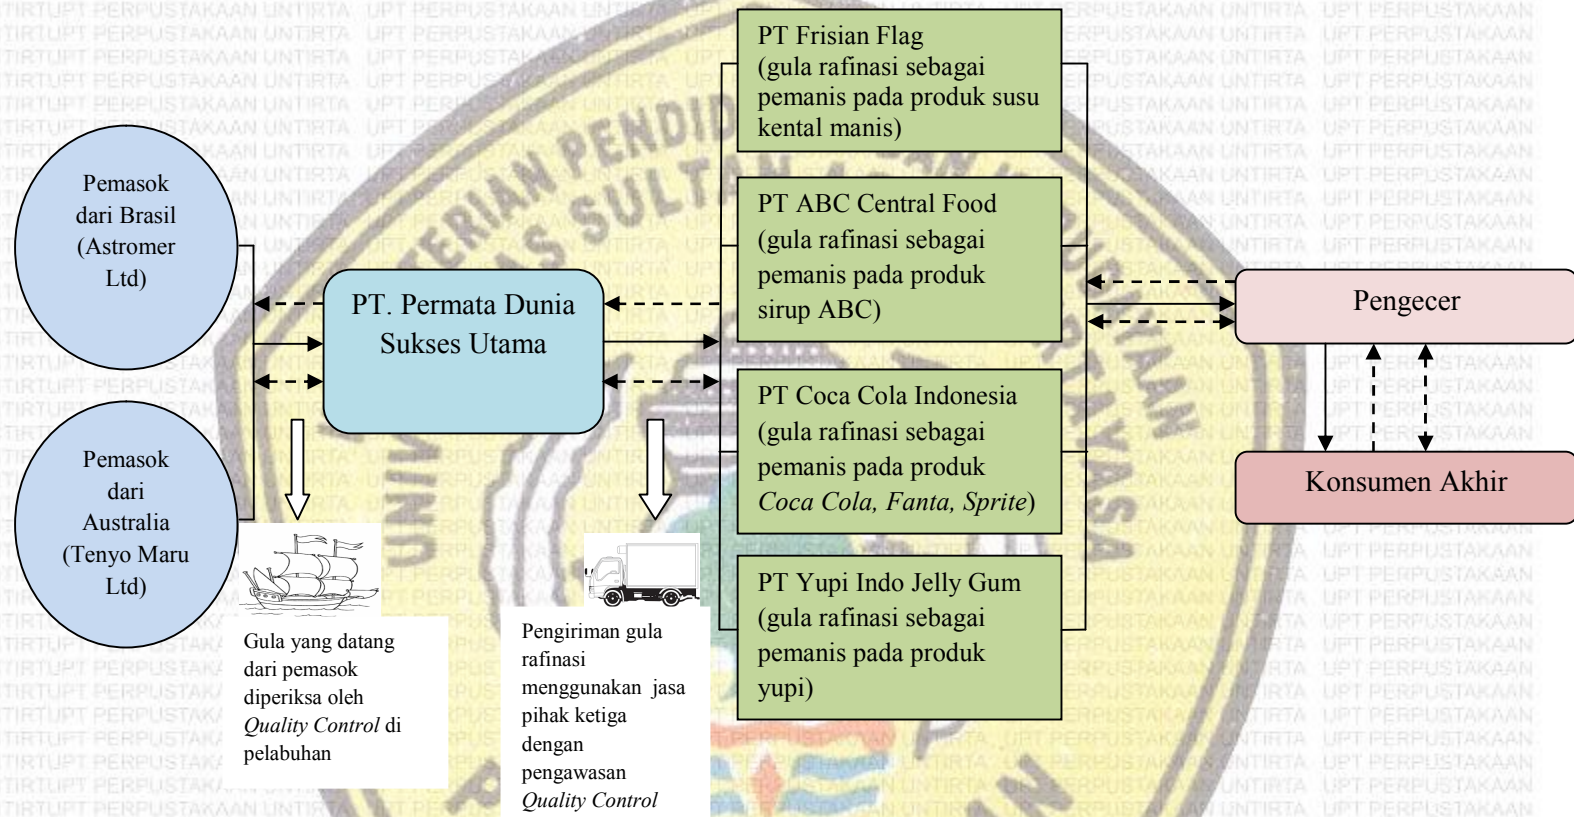 Pemasok
dari Brasil
(Astromer
Ltd)
Pemasok
dari
Australia
(Tenyo Maru
Ltd)
PT. Permata Dunia
Sukses Utama
Gula yang datang
dari pemasok
diperiksa oleh
Quality Control di
pelabuhan
Pengiriman gula
rafinasi
menggunakan jasa
pihak ketiga
dengan
pengawasan
Quality Control
PT Frisian Flag
(gula rafinasi sebagai
pemanis pada produk susu
kental manis)
PT ABC Central Food
(gula rafinasi sebagai
pemanis pada produk
sirup ABC)
PT Coca Cola Indonesia
(gula rafinasi sebagai
pemanis pada produk
Coca Cola, Fanta, Sprite)
PT Yupi Indo Jelly Gum
(gula rafinasi sebagai
pemanis pada produk
yupi)
Pengecer
Konsumen Akhir
UPT PERPUSTAKAAN UNTIRTA